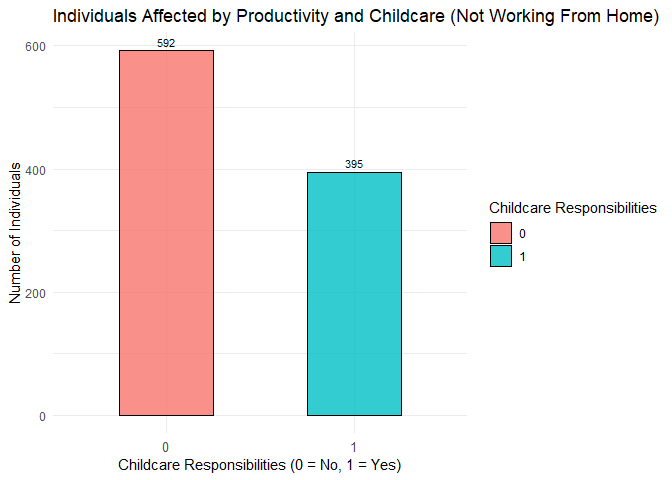 Individuals Affected by Productivity and Childcare (Not Working From Home)
Number of Individuals
600
400
200
0
592
395
0
1
Childcare Responsibilities (0 = No, 1 = Yes)
Childcare Responsibilities
0
1